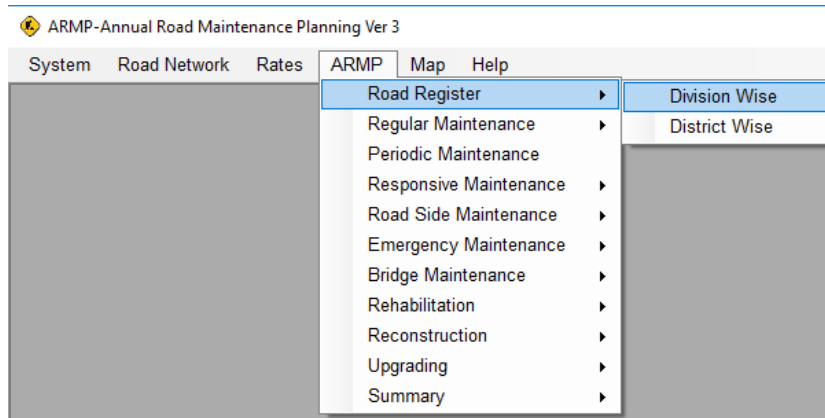 ARMP-Annual Road Maintenance Planning Ver 3
System Road Network Rates ARMP Map Help
Road Register Division Wise
Regular Maintenance District Wise
Periodic Maintenance
Responsive Maintenance
Road Side Maintenance
Emergency Maintenance
Bridge Maintenance
Rehabilitation
Reconstruction
Upgrading
Summary